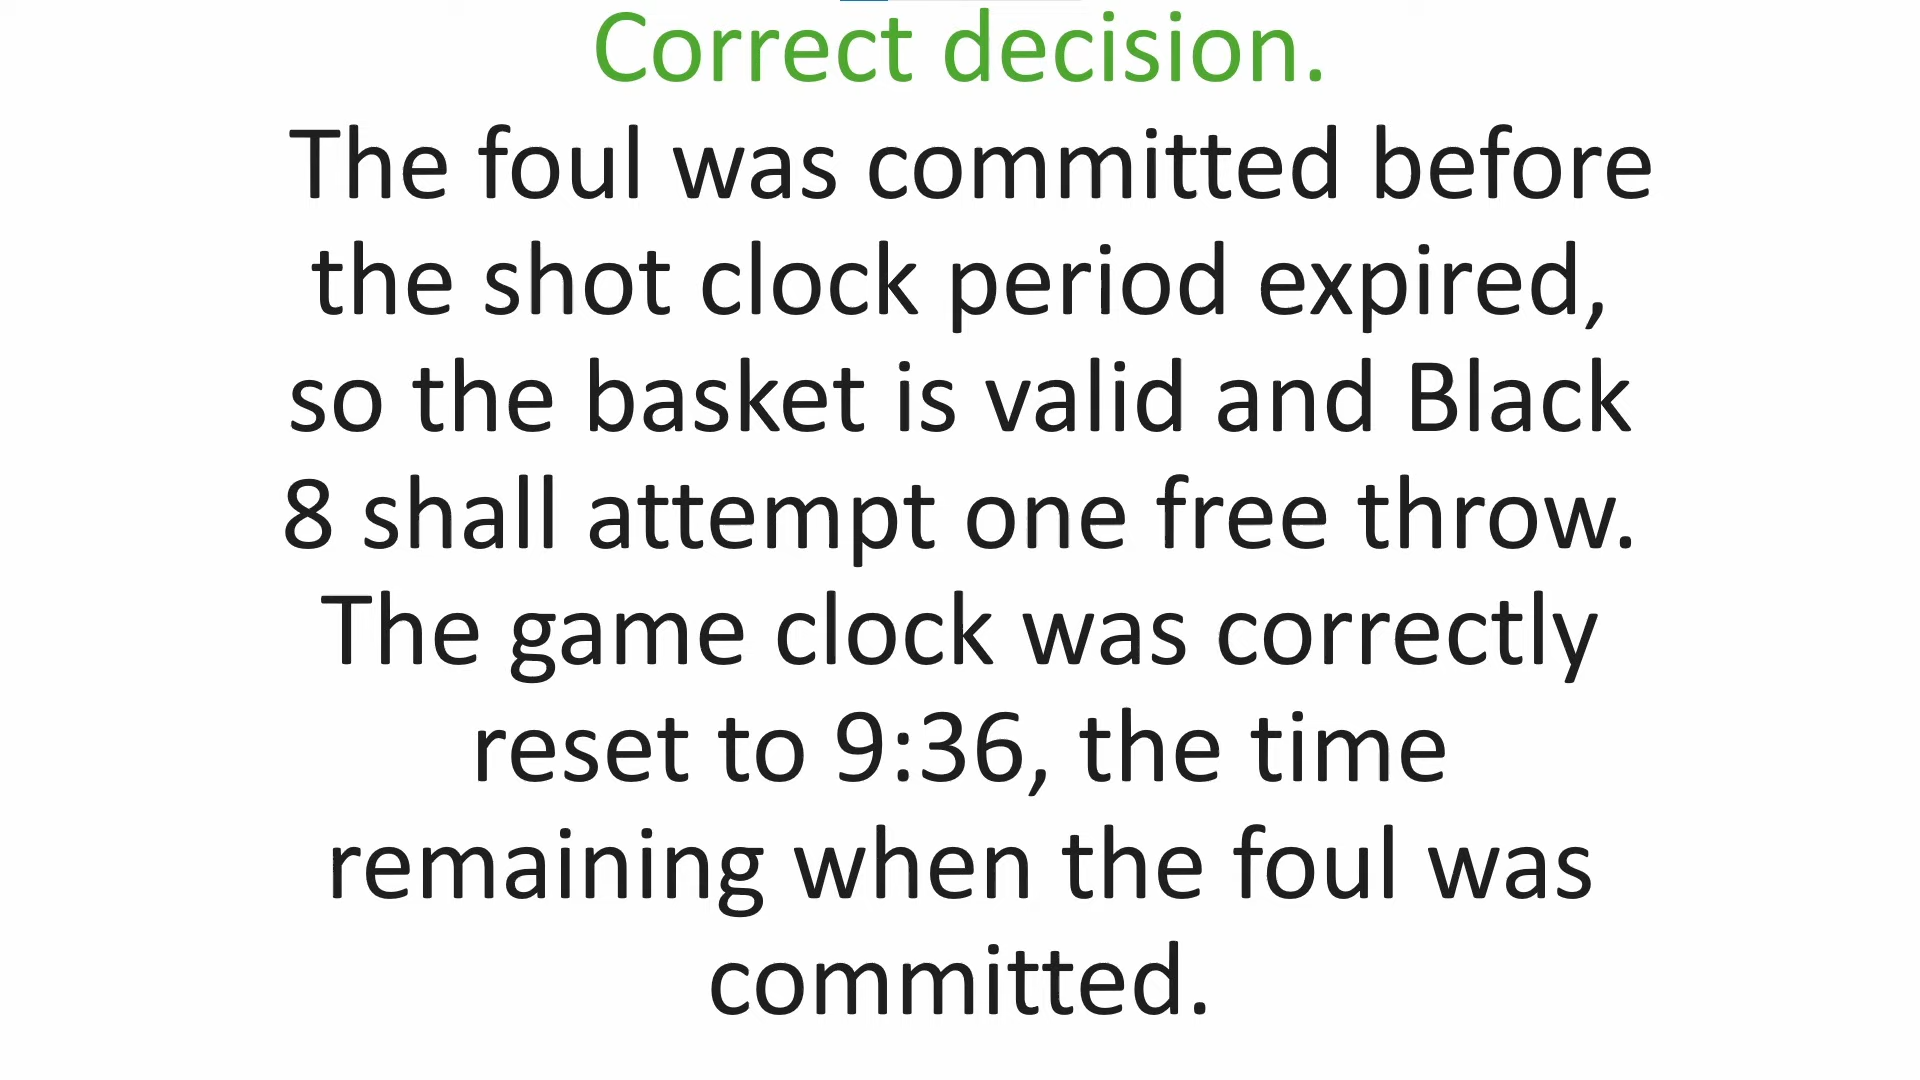 Correct decision.
The foul was committed before
the shot clock period expired,
so the basket is valid and Black
8 shall attempt one free throw.
The game clock was correctly
reset to 9:36, the time
remaining when the foul was
committed.